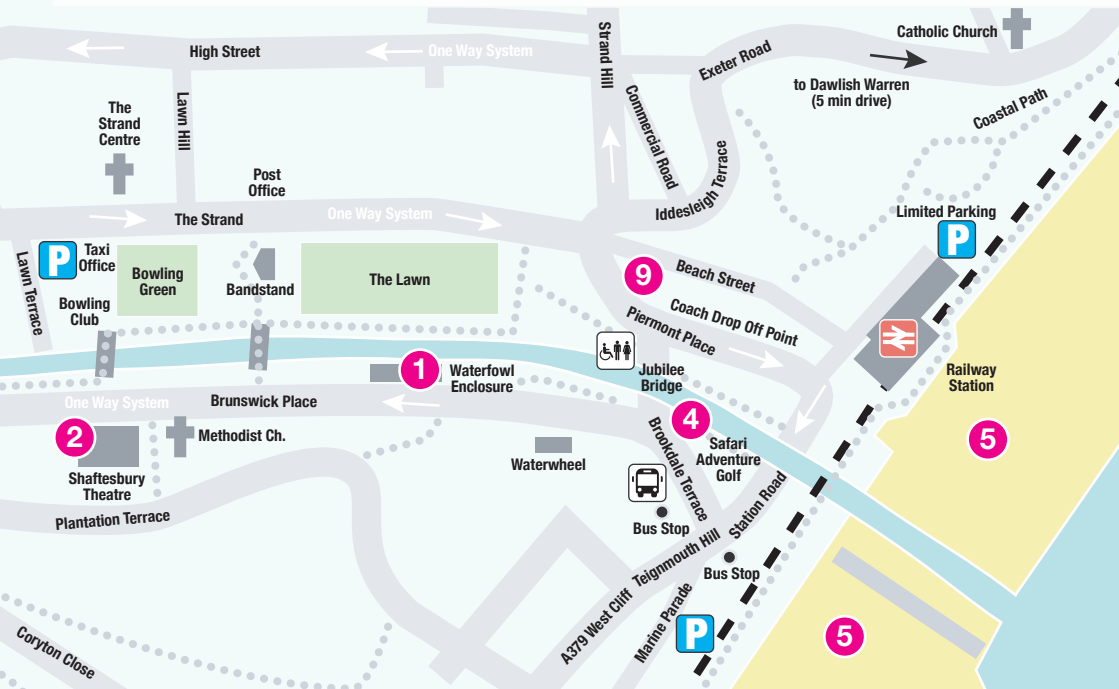 Catholic Church
Strand Hill
High Street
One Way System
Exeter Road
to Dawlish Warren
(5 min drive)
Coastal Path
Lawn Hill
Commercial Road
The
Strand
Centre
Iddesleigh Terrace
Post
Office
The Strand
One Way System
Limited Parking
P
P
Taxi
Office
Lawn Terrace
Bowling
Green
Bandstand
The Lawn
9
Beach Street
Coach Drop Off Point
Piermont Place
Bowling
Club
1
Waterfowl
Enclosure
Jubilee
Bridge
Railway
Station
One Way System
Brunswick Place
2
Methodist Ch.
4
Safari
Adventure
Golf
5
Shaftesbury
Theatre
Waterwheel
Brookdale Terrace
Station Road
Plantation Terrace
Bus Stop
Teignmouth Hill
Bus Stop
A379 West Cliff
Marine Parade
P
5
Coryton Close